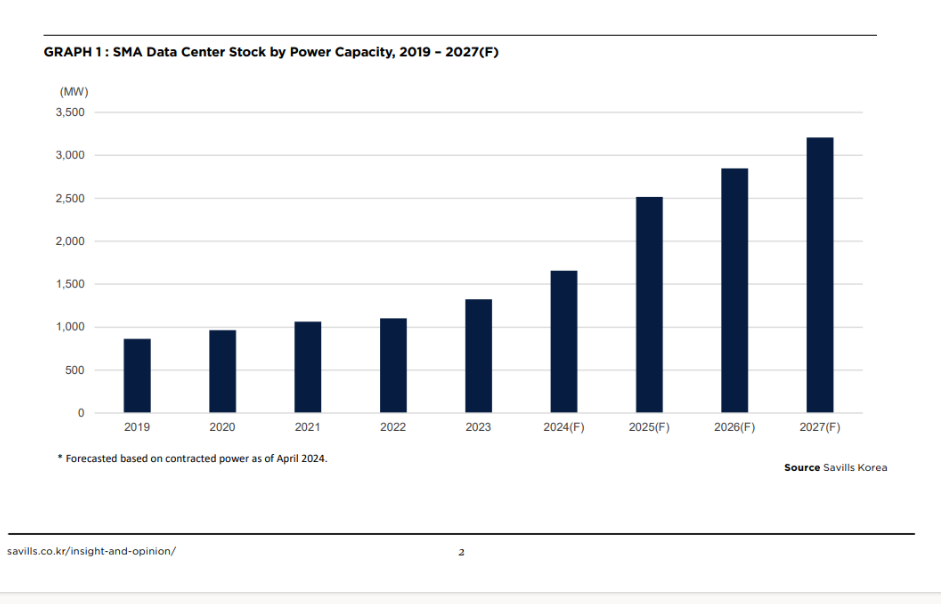 GRAPH 1 : SMA Data Center Stock by Power Capacity, 2019 – 2027(F)
(MW)
3,500
3,000
2,500
2,000
1,500
1,000
500
0
2019 2020 2021 2022 2023 2024(F) 2025(F) 2026(F) 2027(F)
* Forecasted based on contracted power as of April 2024.
Source Savills Korea
savills.co.kr/insight-and-opinion/ 2